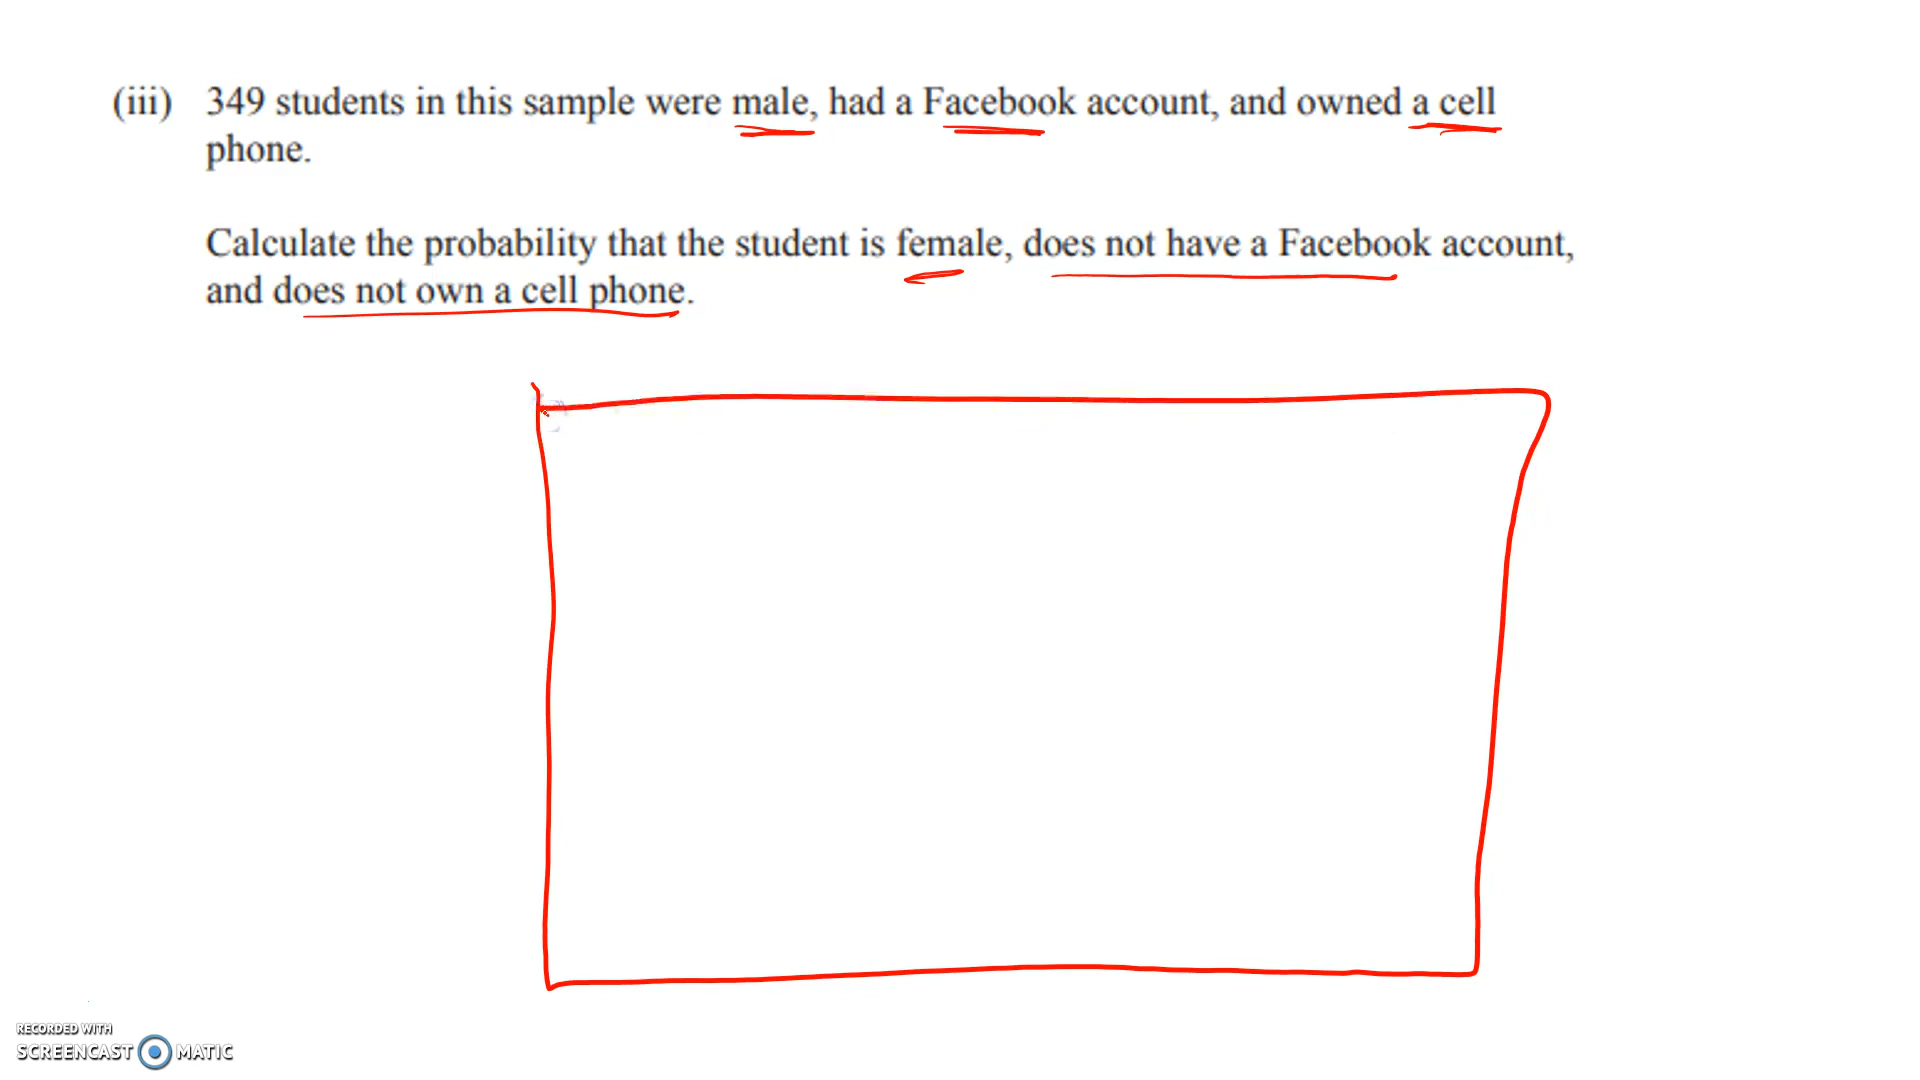 (iii) 349 students in this sample were male, had a Facebook account, and owned a cell
phone.
Calculate the probability that the student is female, does not have a Facebook account,
and does not own a cell phone.
RECORDED WITH
SCREENCAST MATIC